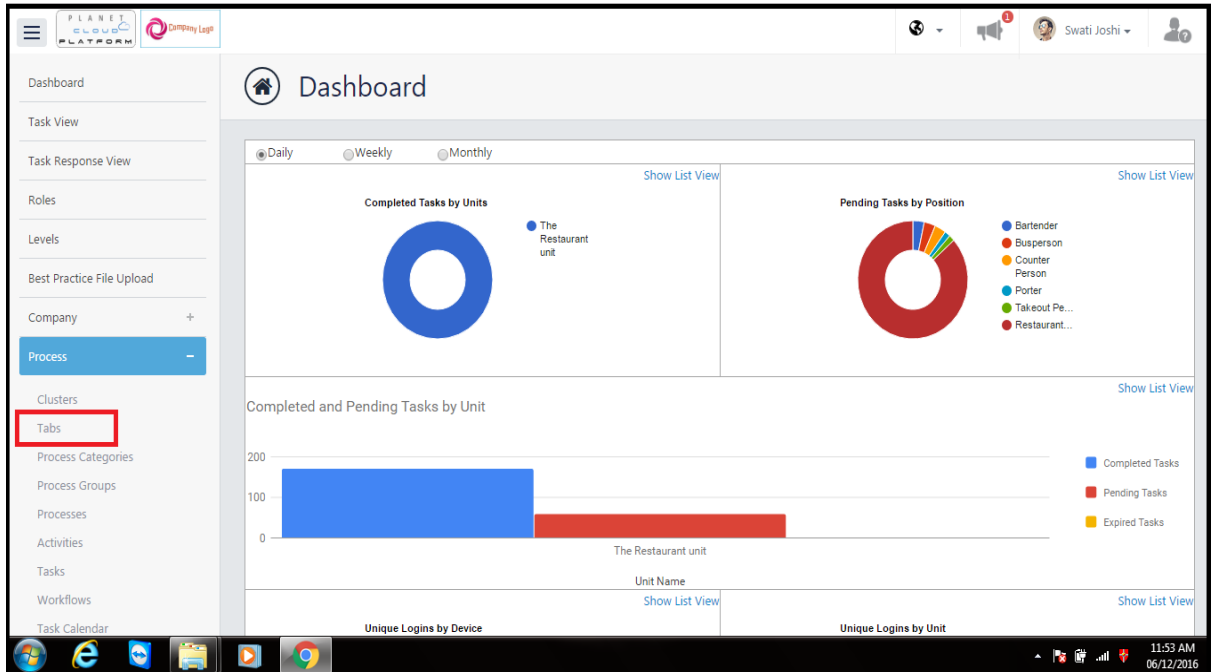 PLANET
CLOUD
PLATFORM
Company Logo
1
Swati Joshi
Dashboard
Task View
Task Response View
Roles
Levels
Best Practice File Upload
Company +
Process −
Clusters
Tabs
Process Categories
Process Groups
Processes
Activities
Tasks
Workflows
Task Calendar
Dashboard
Daily Weekly Monthly
Show List View
Completed Tasks by Units
The
Restaurant
unit
Show List View
Pending Tasks by Position
Bartender
Busperson
Counter
Person
Porter
Takeout Pe...
Restaurant...
Show List View
Completed and Pending Tasks by Unit
200
100
0
Completed Tasks
Pending Tasks
Expired Tasks
The Restaurant unit
Unit Name
Show List View
Unique Logins by Device
Show List View
Unique Logins by Unit
11:53 AM
06/12/2016